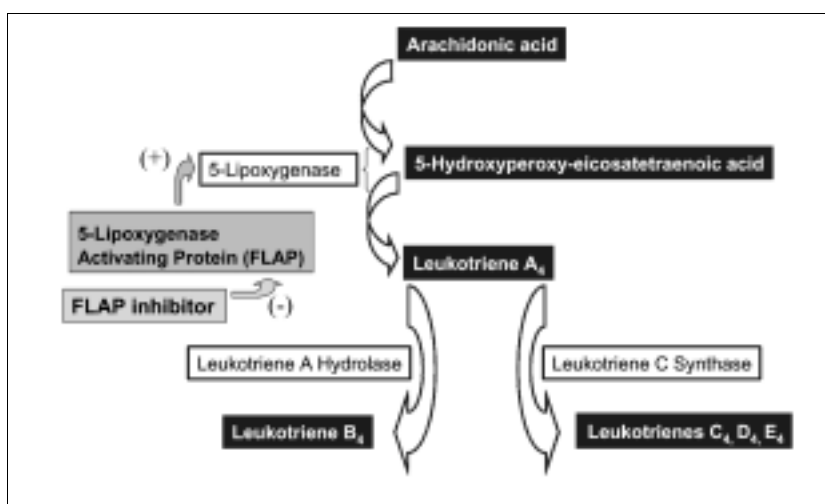 Arachidonic acid
(+)
5-Lipoxygenase
5-Hydroxyperoxy-eicosatetraenoic acid
5-Lipoxygenase
Activating Protein (FLAP)
Leukotriene A₄
FLAP inhibitor
(-)
Leukotriene A Hydrolase
Leukotriene C Synthase
Leukotriene B₄
Leukotrienes C₄, D₄, E₄